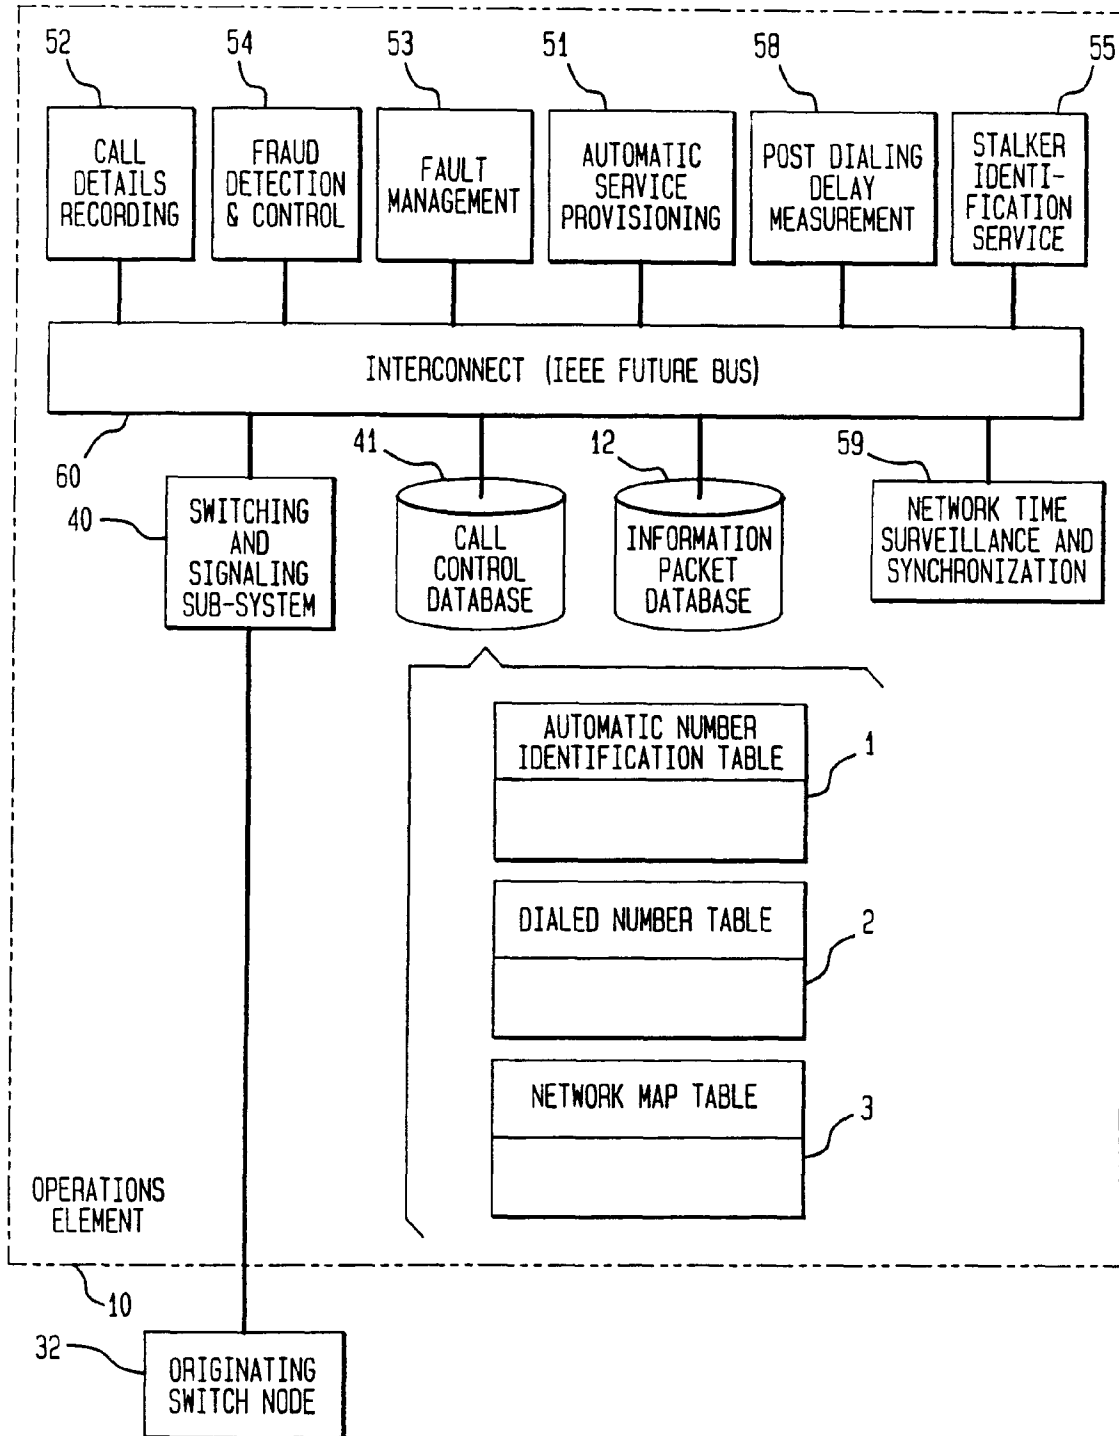 52
54
53
51
58
55
CALL
DETAILS
RECORDING
FRAUD
DETECTION
& CONTROL
FAULT
MANAGEMENT
AUTOMATIC
SERVICE
PROVISIONING
POST DIALING
DELAY
MEASUREMENT
STALKER
IDENTI-
FICATION
SERVICE
INTERCONNECT (IEEE FUTURE BUS)
60
41
12
59
40
SWITCHING
AND
SIGNALING
SUB-SYSTEM
CALL
CONTROL
DATABASE
INFORMATION
PACKET
DATABASE
NETWORK TIME
SURVEILLANCE AND
SYNCHRONIZATION
AUTOMATIC NUMBER
IDENTIFICATION TABLE
1
DIALED NUMBER TABLE
2
NETWORK MAP TABLE
3
OPERATIONS
ELEMENT
10
32
ORIGINATING
SWITCH NODE